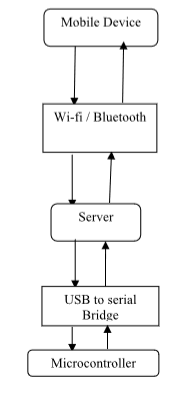 Mobile Device
Wi-fi / Bluetooth
Server
USB to serial
Bridge
Microcontroller